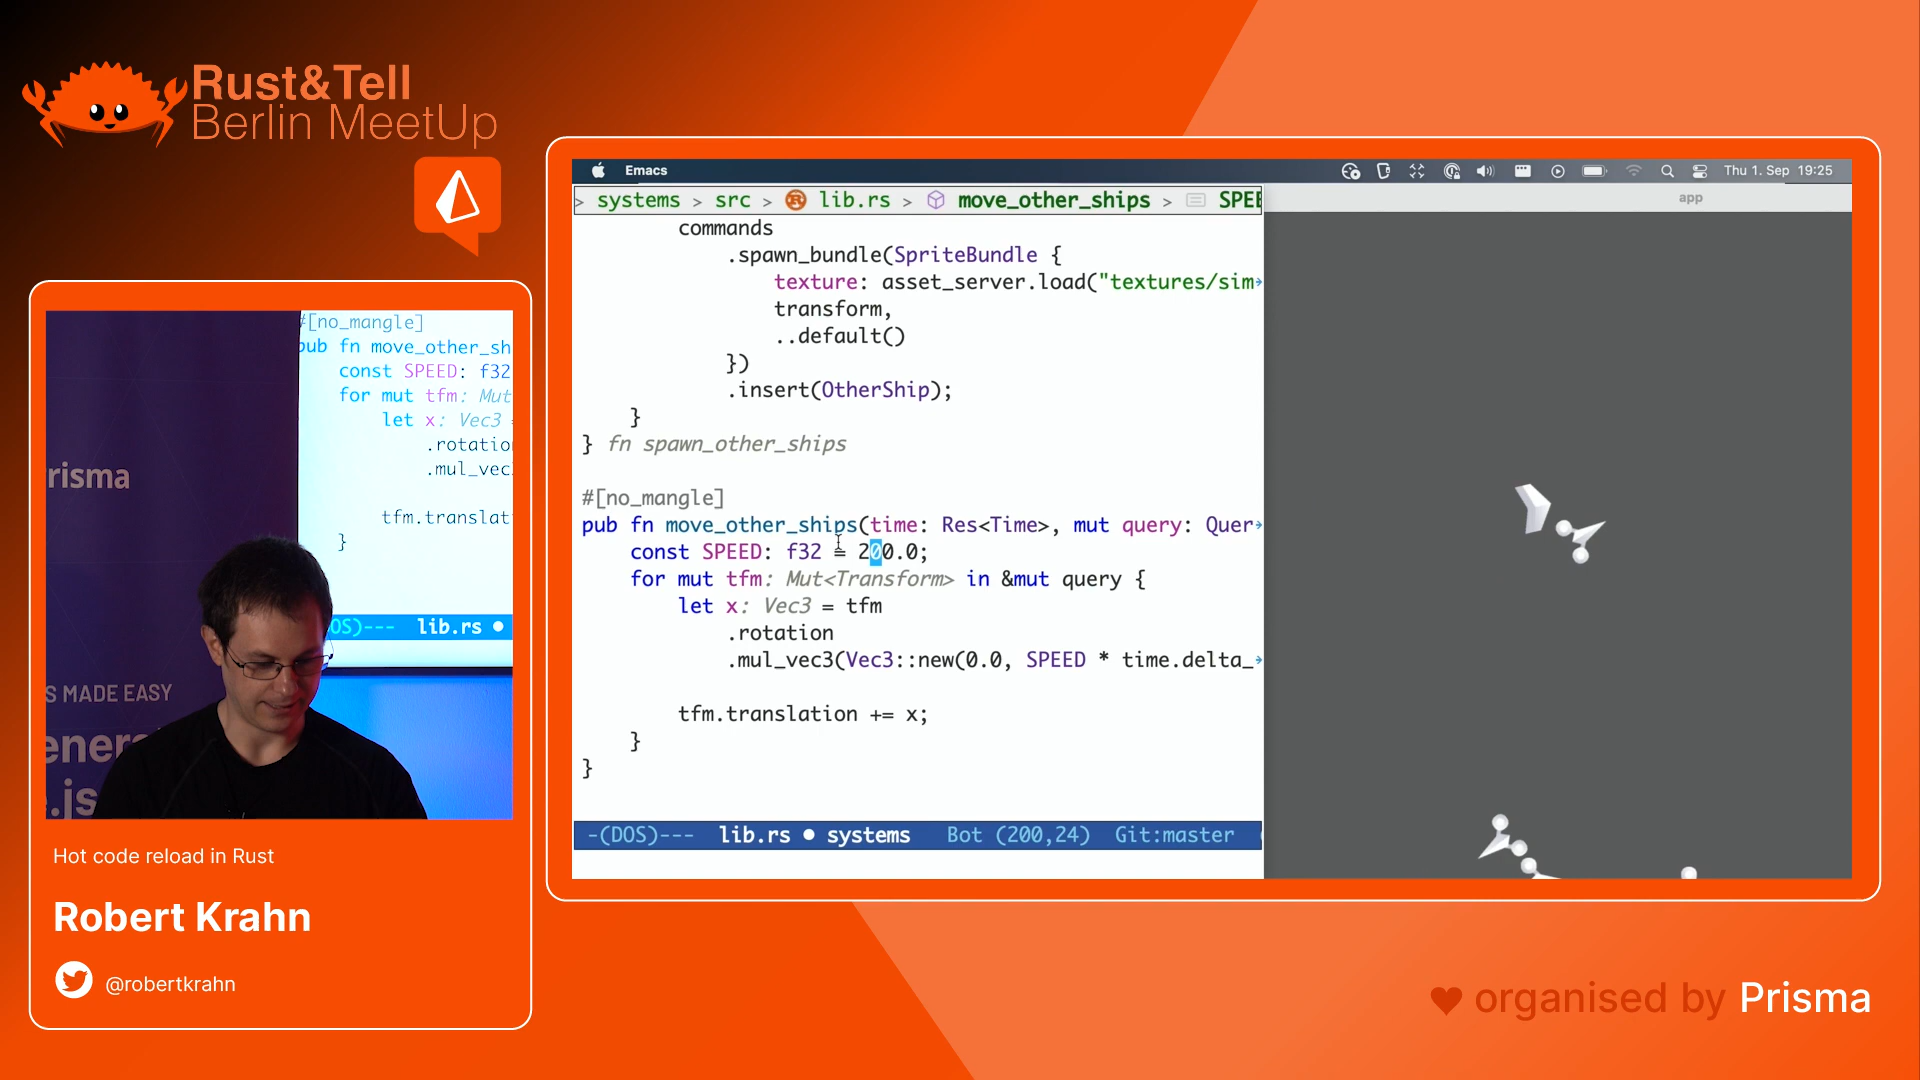 Rust&Tell
Berlin MeetUp
#[no_mangle]
pub fn move_other_sh
const SPEED: f32
for mut tfm: Mut
let x: Vec3 =
.rotation
.mul_vec3
tfm.translat
}
OS)--- lib.rs ●
risma
S MADE EASY
enera
.js
Hot code reload in Rust
Robert Krahn
@robertkrahn
Emacs
Thu 1. Sep 19:25
> systems > src > lib.rs > move_other_ships > SPEE
app
commands
.spawn_bundle(SpriteBundle {
texture: asset_server.load("textures/sim
transform,
..default()
})
.insert(OtherShip);
}
} fn spawn_other_ships
#[no_mangle]
pub fn move_other_ships(time: Res<Time>, mut query: Quer
const SPEED: f32 = 200.0;
for mut tfm: Mut<Transform> in &mut query {
let x: Vec3 = tfm
.rotation
.mul_vec3(Vec3::new(0.0, SPEED * time.delta_
tfm.translation += x;
}
}
-(DOS)--- lib.rs ● systems Bot (200,24) Git:master
organised by Prisma